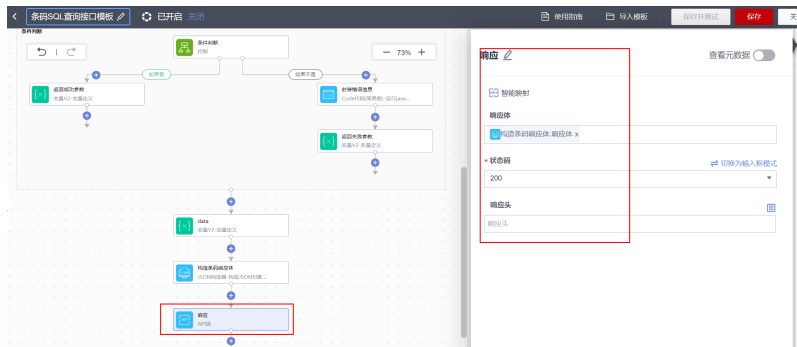 条码SQL查询接口模板
已开启 关闭
使用指南
导入模板
保存并测试
保存
关
条件判断
条件判断
控制
73%
如果是
如果不是
返回成功参数
变量V2-变量定义
封装错误信息
Code代码(简易版)-运行java...
返回失败参数
变量V2-变量定义
data
变量V2-变量定义
构造条码响应体
JSON构造器-构造JSON对象...
响应
API线
响应
查看元数据
智能映射
响应体
构造条码响应体.响应体 x
* 状态码
切换为输入框模式
200
响应头
响应头